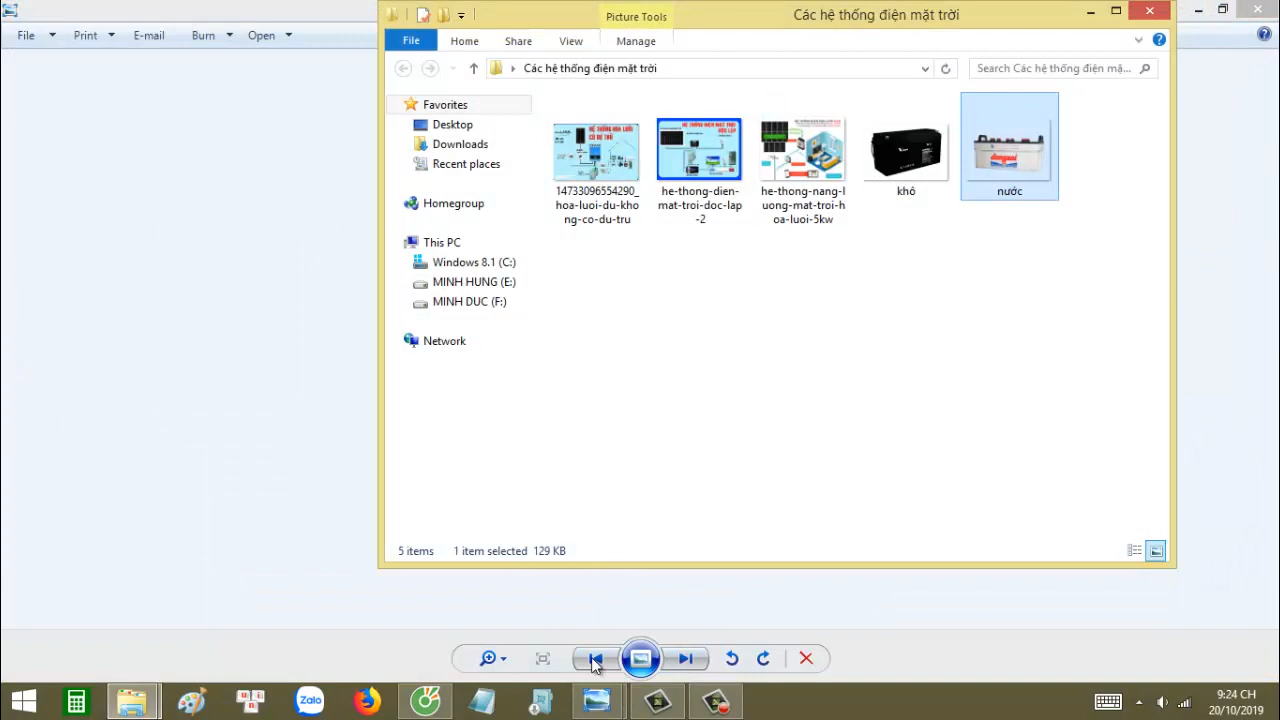 Picture Tools
Các hệ thống điện mặt trời
File
Print
E-mail
Burn
Open
File
Home
Share
View
Manage
Các hệ thống điện mặt trời
Search Các hệ thống điện mặ...
Favorites
Desktop
Downloads
Recent places
Homegroup
This PC
Windows 8.1 (C:)
MINH HUNG (E:)
MINH DUC (F:)
Network
14733096554290_
hoa-luoi-du-kho
ng-co-du-tru
he-thong-dien-
mat-troi-doc-lap
-2
he-thong-nang-l
uong-mat-troi-h
oa-luoi-5kw
khô
nước
5 items
1 item selected
129 KB
Zalo
9:24 CH
20/10/2019